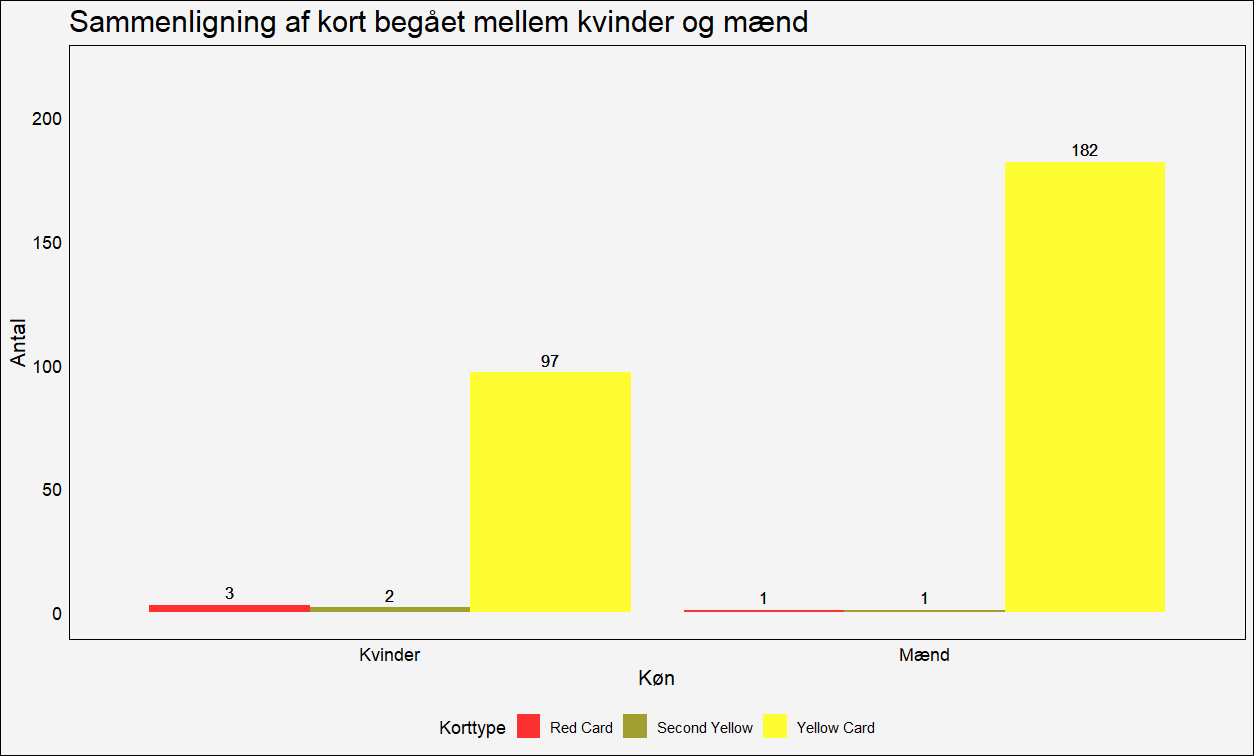 Sammenligning af kort begået mellem kvinder og mænd
200
150
100
50
0
Antal
3
2
97
1
1
182
Kvinder
Mænd
Køn
Korttype
Red Card
Second Yellow
Yellow Card